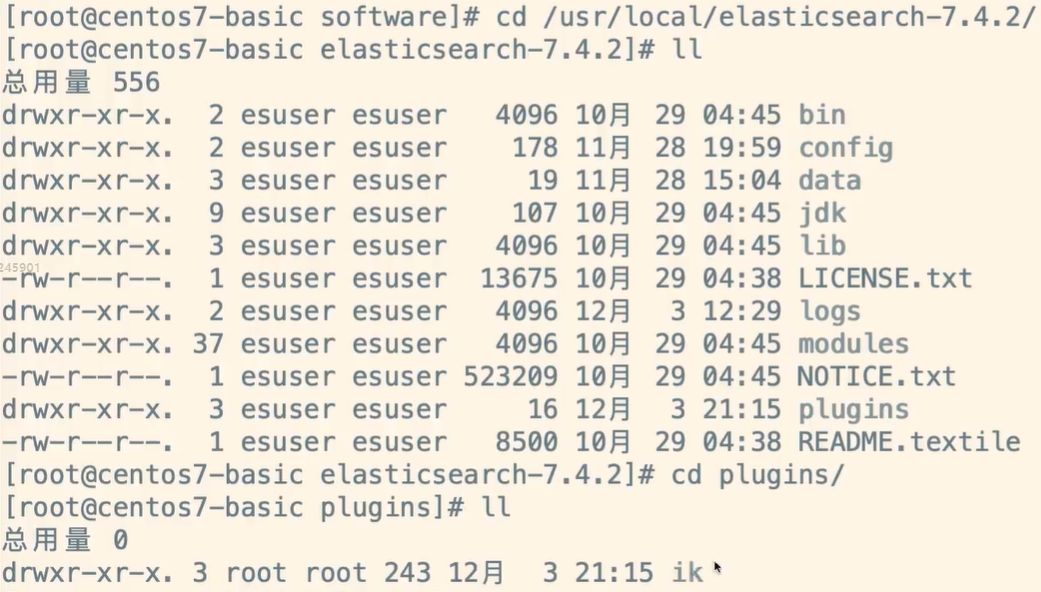 [root@centos7-basic software]# cd /usr/local/elasticsearch-7.4.2/
[root@centos7-basic elasticsearch-7.4.2]# ll
总用量 556
drwxr-xr-x.  2 esuser esuser   4096 10月  29 04:45 bin
drwxr-xr-x.  2 esuser esuser    178 11月  28 19:59 config
drwxr-xr-x.  3 esuser esuser     19 11月  28 15:04 data
drwxr-xr-x.  9 esuser esuser    107 10月  29 04:45 jdk
drwxr-xr-x.  3 esuser esuser   4096 10月  29 04:45 lib
245901
-rw-r--r--.  1 esuser esuser  13675 10月  29 04:38 LICENSE.txt
drwxr-xr-x.  2 esuser esuser   4096 12月   3 12:29 logs
drwxr-xr-x. 37 esuser esuser   4096 10月  29 04:45 modules
-rw-r--r--.  1 esuser esuser 523209 10月  29 04:45 NOTICE.txt
drwxr-xr-x.  3 esuser esuser     16 12月   3 21:15 plugins
-rw-r--r--.  1 esuser esuser   8500 10月  29 04:38 README.textile
[root@centos7-basic elasticsearch-7.4.2]# cd plugins/
[root@centos7-basic plugins]# ll
总用量 0
drwxr-xr-x. 3 root root 243 12月   3 21:15 ik